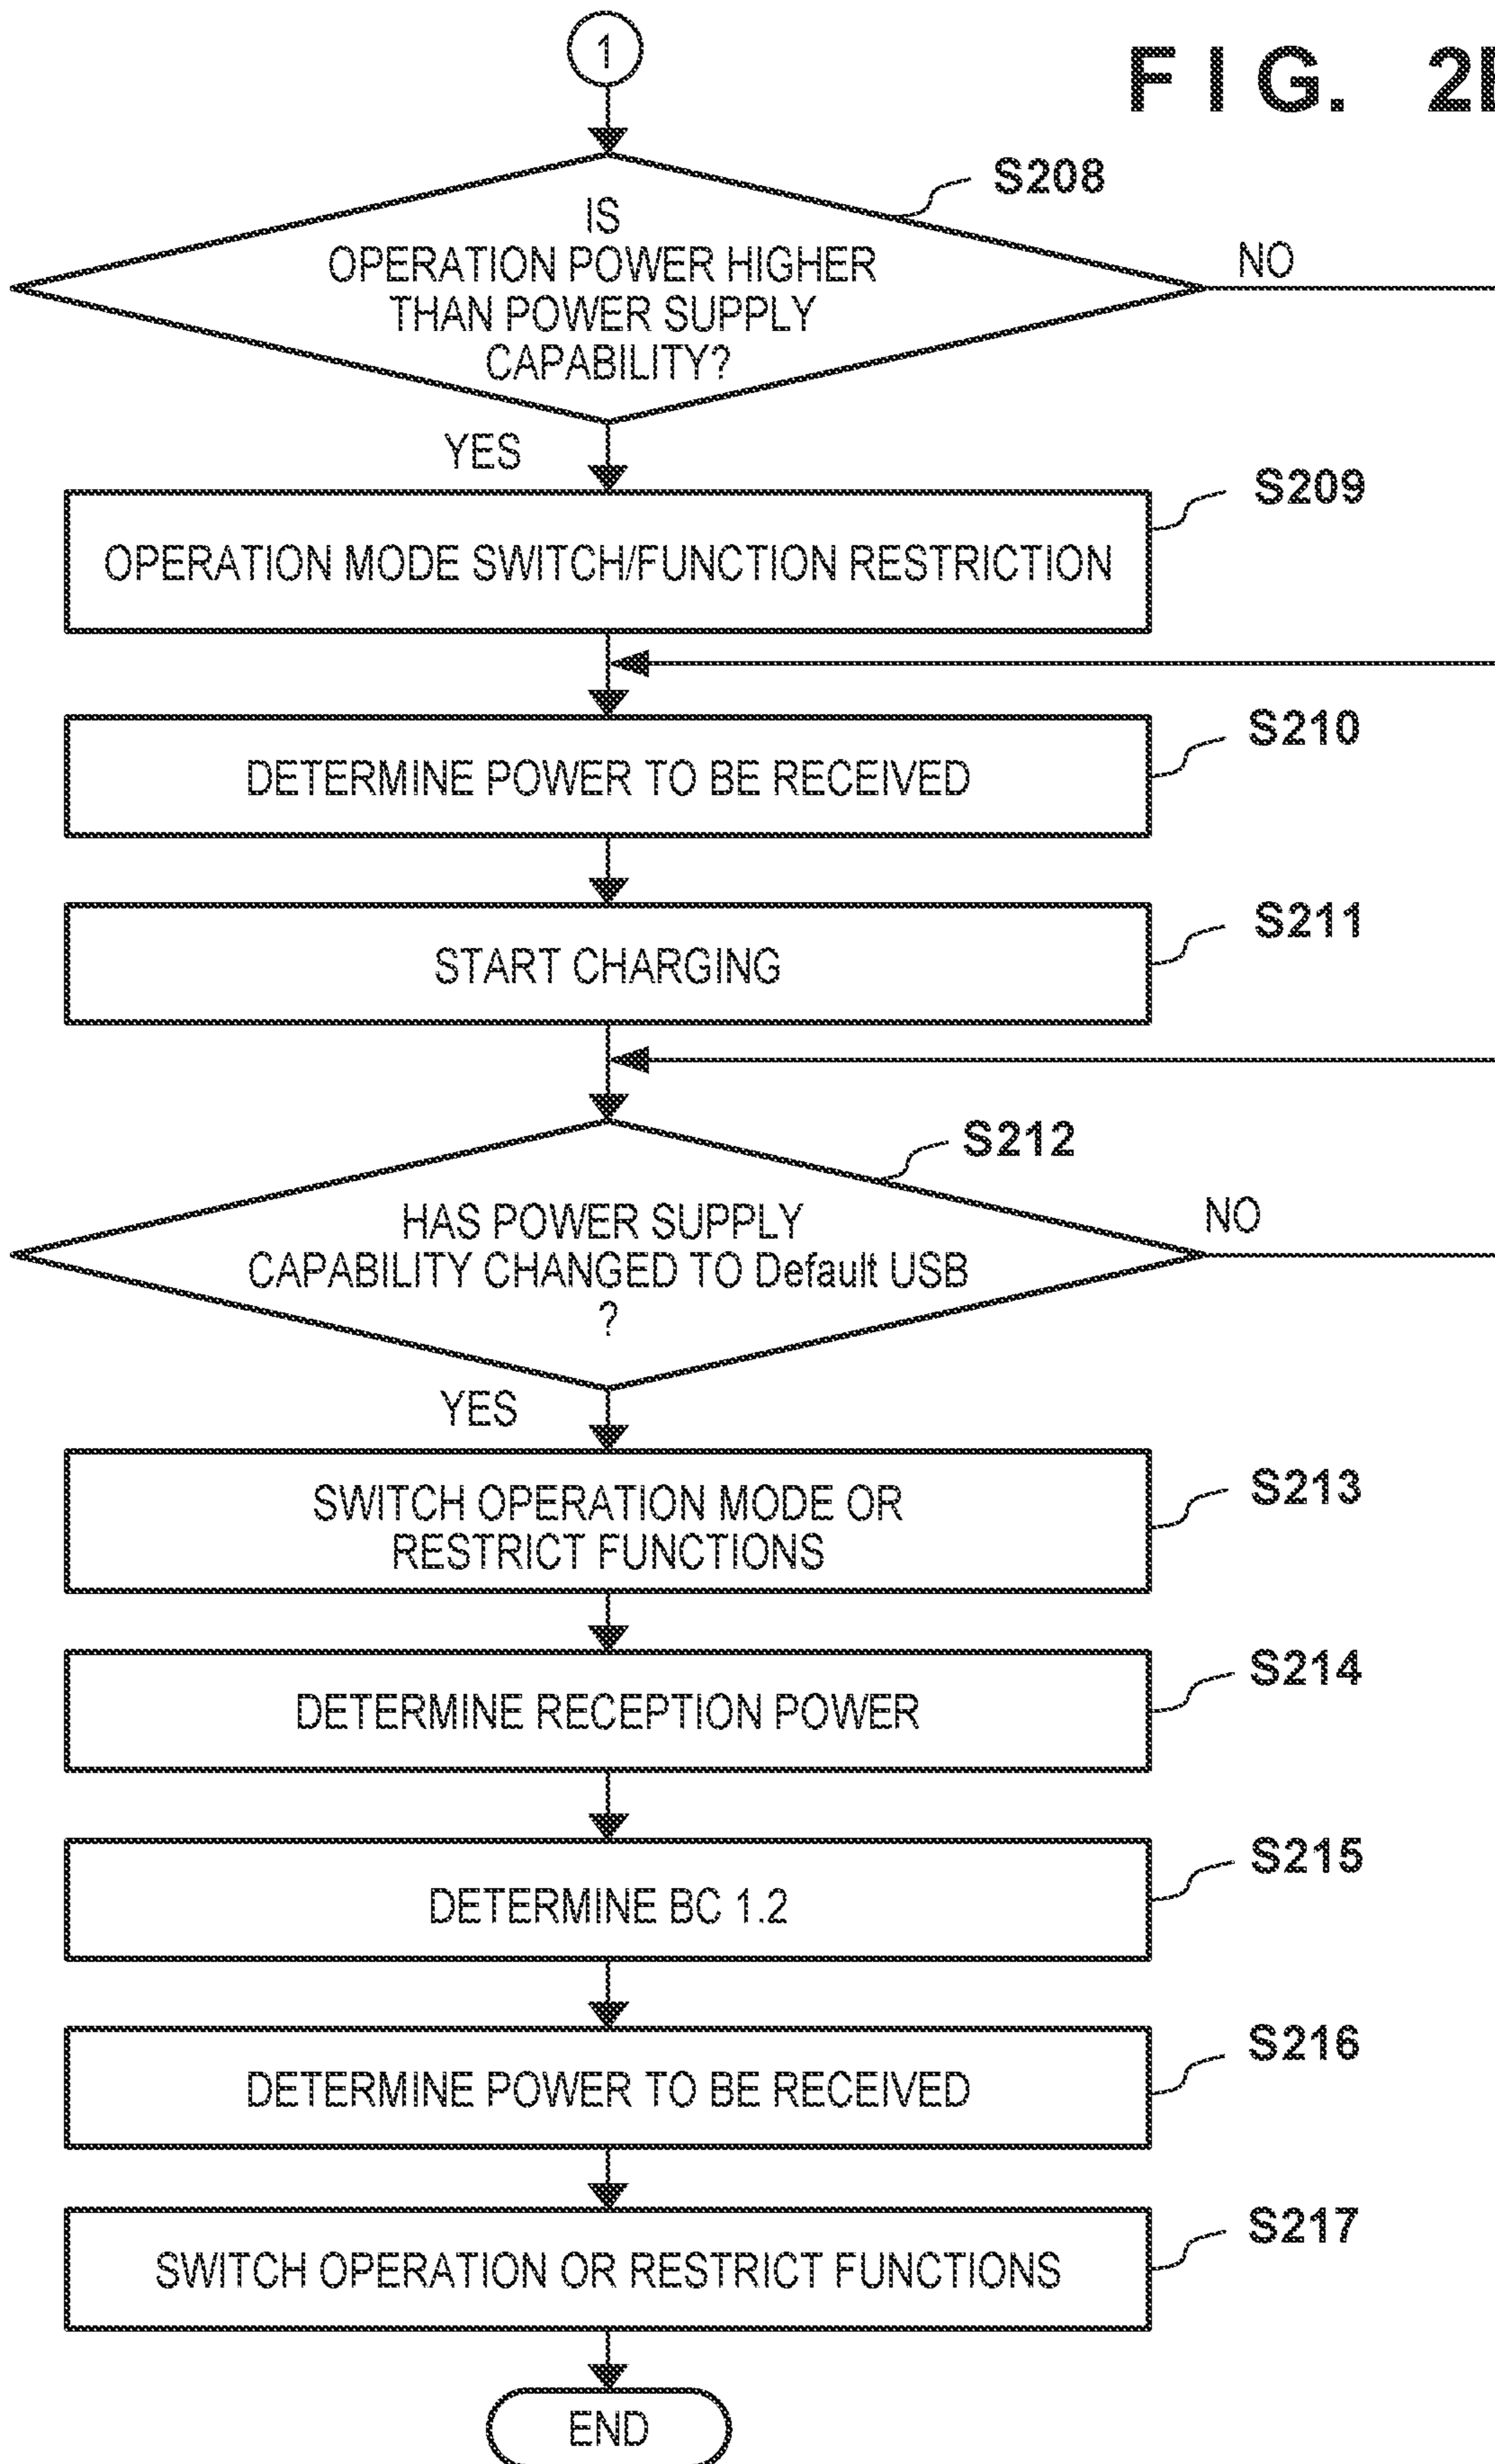 1
FIG. 2
S208
IS
OPERATION POWER HIGHER
THAN POWER SUPPLY
CAPABILITY?
NO
YES
S209
OPERATION MODE SWITCH/FUNCTION RESTRICTION
S210
DETERMINE POWER TO BE RECEIVED
S211
START CHARGING
S212
HAS POWER SUPPLY
CAPABILITY CHANGED TO Default USB
?
NO
YES
S213
SWITCH OPERATION MODE OR
RESTRICT FUNCTIONS
S214
DETERMINE RECEPTION POWER
S215
DETERMINE BC 1.2
S216
DETERMINE POWER TO BE RECEIVED
S217
SWITCH OPERATION OR RESTRICT FUNCTIONS
END